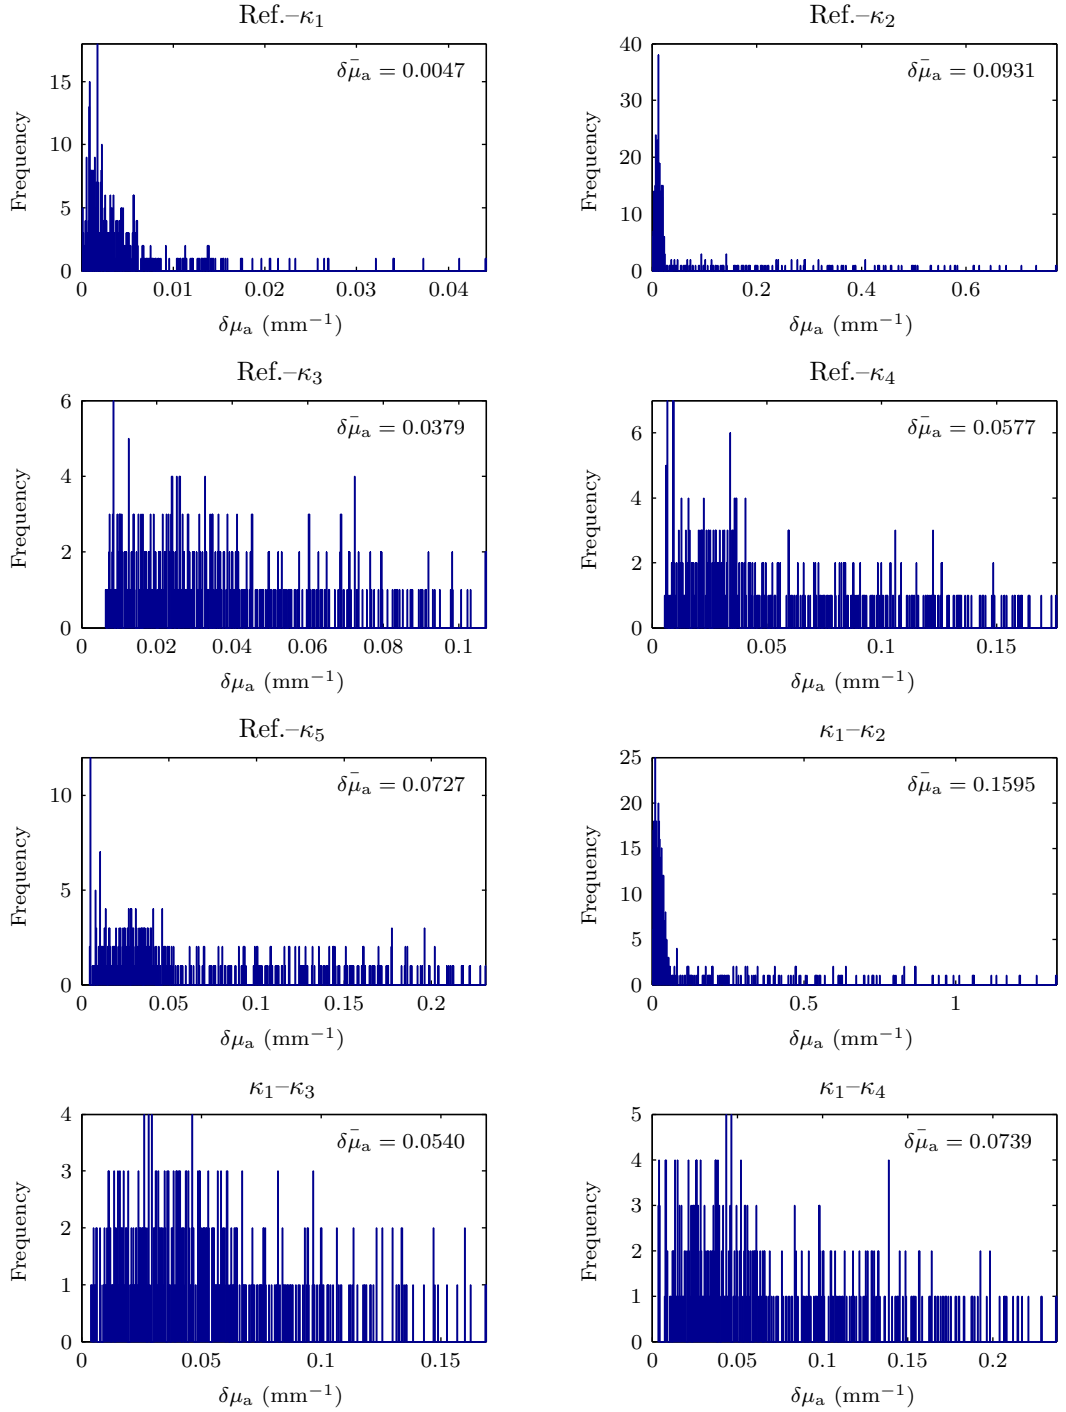 Ref.–κ₁ Ref.–κ₂
δμ̄ₐ = 0.0047 δμ̄ₐ = 0.0931
Frequency Frequency
15 10 5 0
40 30 20 10 0
0 0.01 0.02 0.03 0.04
0 0.2 0.4 0.6
δμₐ (mm⁻¹) δμₐ (mm⁻¹)
Ref.–κ₃ Ref.–κ₄
δμ̄ₐ = 0.0379 δμ̄ₐ = 0.0577
Frequency Frequency
6 4 2 0
6 4 2 0
0 0.02 0.04 0.06 0.08 0.1
0 0.05 0.1 0.15
δμₐ (mm⁻¹) δμₐ (mm⁻¹)
Ref.–κ₅ κ₁–κ₂
δμ̄ₐ = 0.0727 δμ̄ₐ = 0.1595
Frequency Frequency
10 5 0
25 20 15 10 5 0
0 0.05 0.1 0.15 0.2
0 0.5 1
δμₐ (mm⁻¹) δμₐ (mm⁻¹)
κ₁–κ₃ κ₁–κ₄
δμ̄ₐ = 0.0540 δμ̄ₐ = 0.0739
Frequency Frequency
4 3 2 1 0
5 4 3 2 1 0
0 0.05 0.1 0.15
0 0.05 0.1 0.15 0.2
δμₐ (mm⁻¹) δμₐ (mm⁻¹)